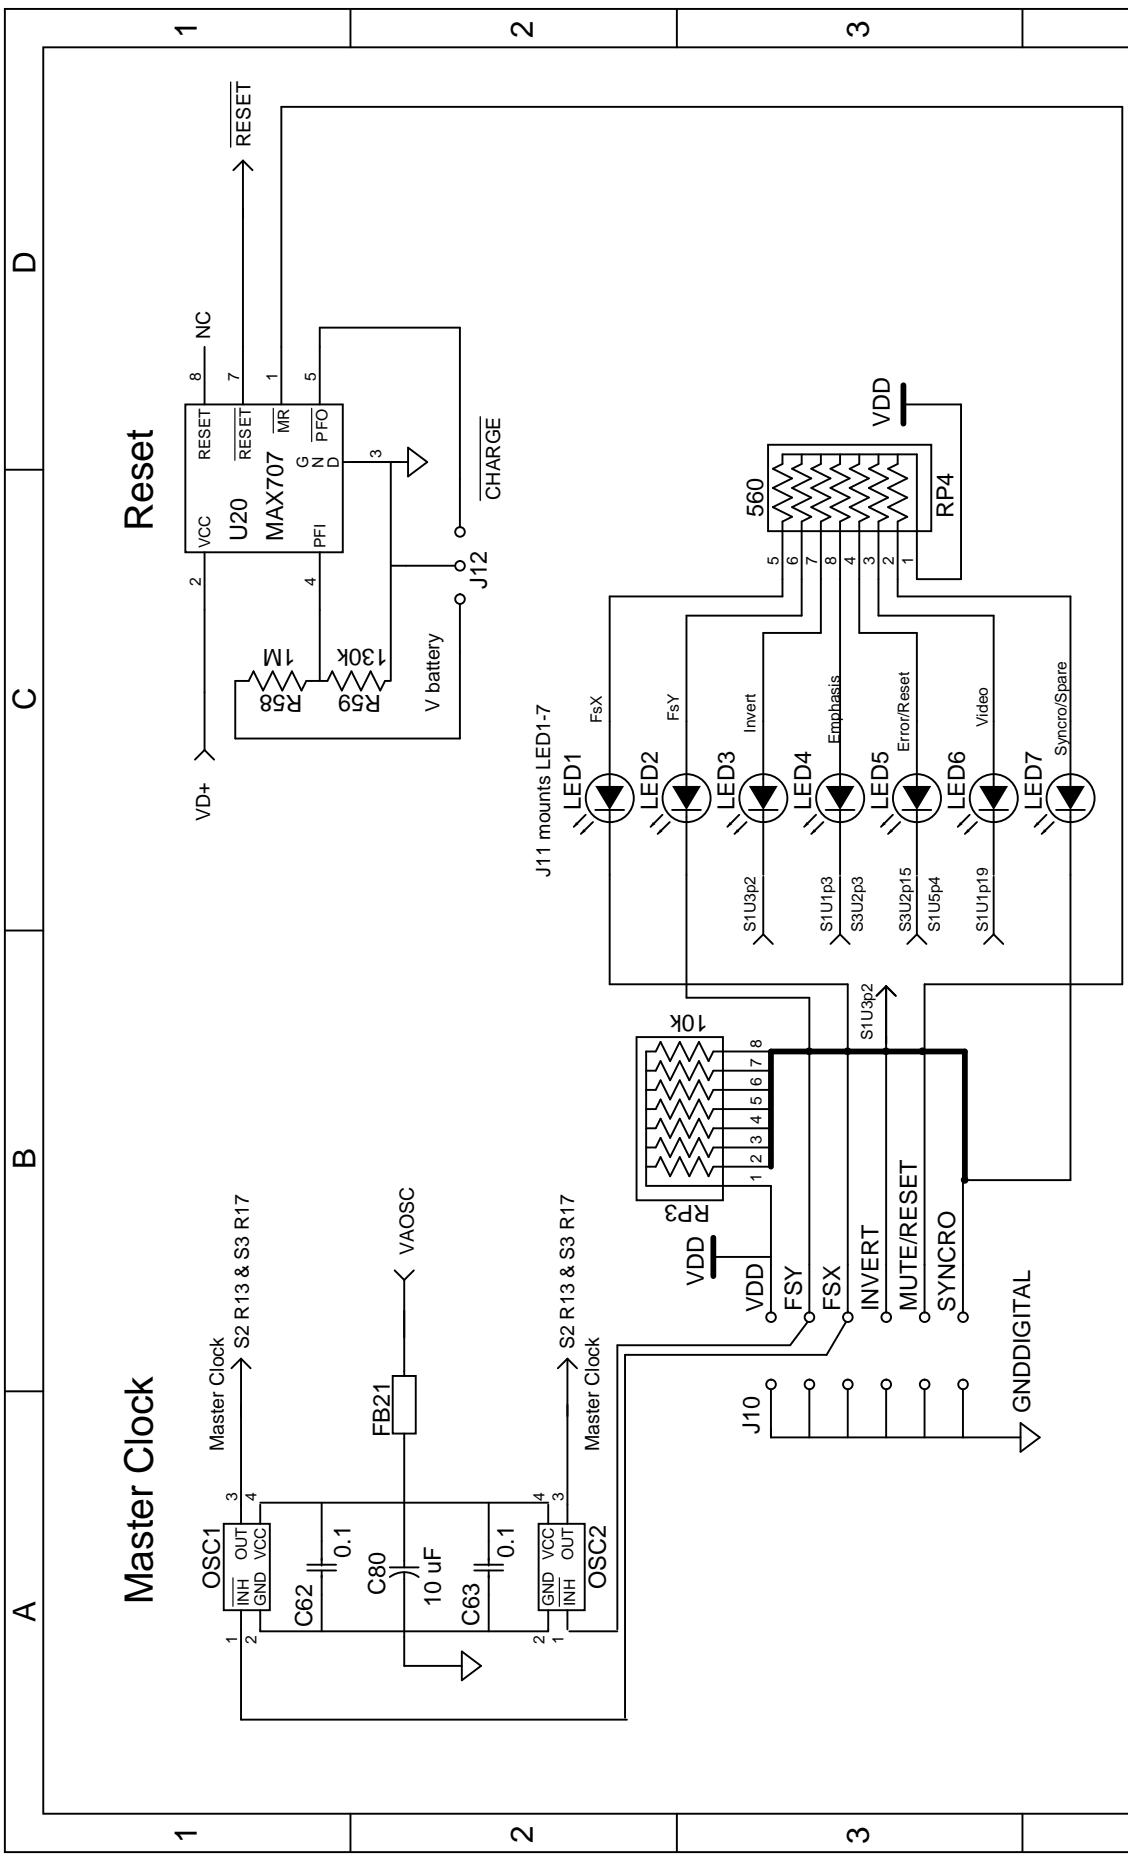 A
B
C
D
1
2
3
1
2
3
Master Clock
OSC1
INH OUT
GND VCC
1
2
3
4
Master Clock
S2 R13 & S3 R17
C62
0.1
C80
10 uF
FB21
VAOSC
C63
0.1
GND VCC
INH OUT
OSC2
2
1
4
3
S2 R13 & S3 R17
Master Clock
Reset
VD+
2
VCC
RESET
8
NC
U20
RESET
7
RESET
MAX707
MR
1
PFI
4
G
N
D
3
PFO
5
R58
1M
R59
130k
V battery
J12
CHARGE
J11 mounts LED1-7
LED1
FsX
LED2
FsY
LED3
Invert
S1U3p2
LED4
Emphasis
S1U1p3
S3U2p3
LED5
Error/Reset
S3U2p15
S1U5p4
LED6
Video
S1U1p19
LED7
Syncro/Spare
560
5
6
7
8
4
3
2
1
RP4
VDD
10k
RP3
1 2 3 4 5 6 7 8
VDD
S1U3p2
J10
VDD
FSY
FSX
INVERT
MUTE/RESET
SYNCRO
GNDDIGITAL